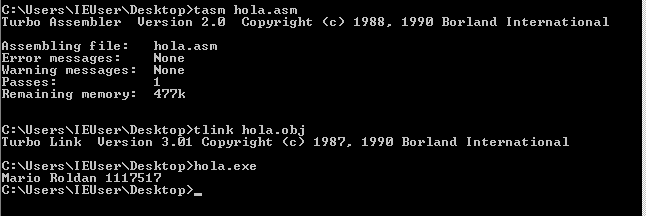 C:\Users\IEUser\Desktop>tasm hola.asm
Turbo Assembler  Version 2.0  Copyright (c) 1988, 1990 Borland International
Assembling file:   hola.asm
Error messages:    None
Warning messages:  None
Passes:            1
Remaining memory:  477k
C:\Users\IEUser\Desktop>tlink hola.obj
Turbo Link  Version 3.01 Copyright (c) 1987, 1990 Borland International
C:\Users\IEUser\Desktop>hola.exe
Mario Roldan 1117517
C:\Users\IEUser\Desktop>_